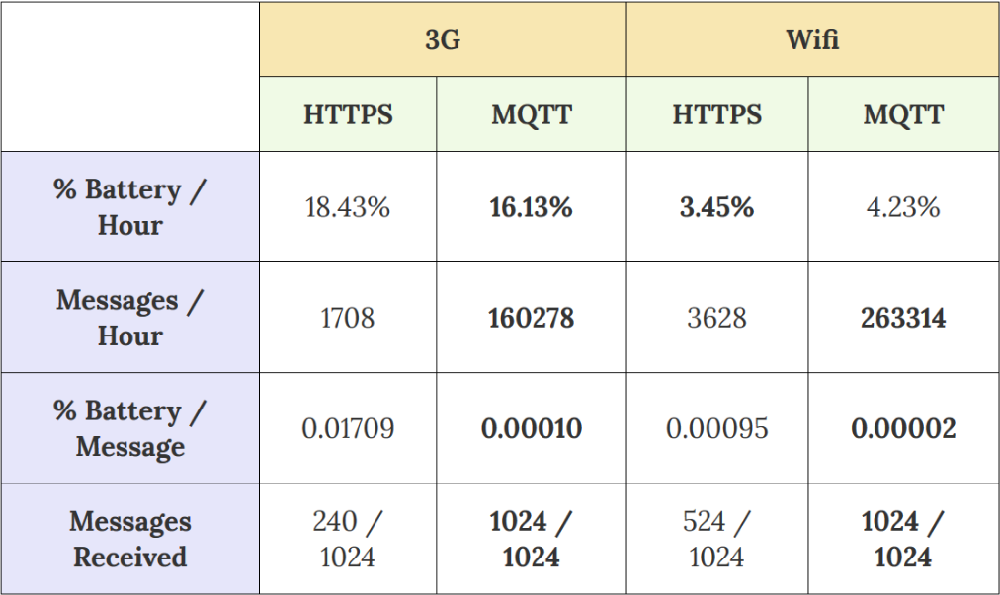 3G Wifi
HTTPS MQTT HTTPS MQTT
% Battery /
Hour
18.43% 16.13% 3.45% 4.23%
Messages /
Hour
1708 160278 3628 263314
% Battery /
Message
0.01709 0.00010 0.00095 0.00002
Messages
Received
240 /
1024
1024 /
1024
524 /
1024
1024 /
1024